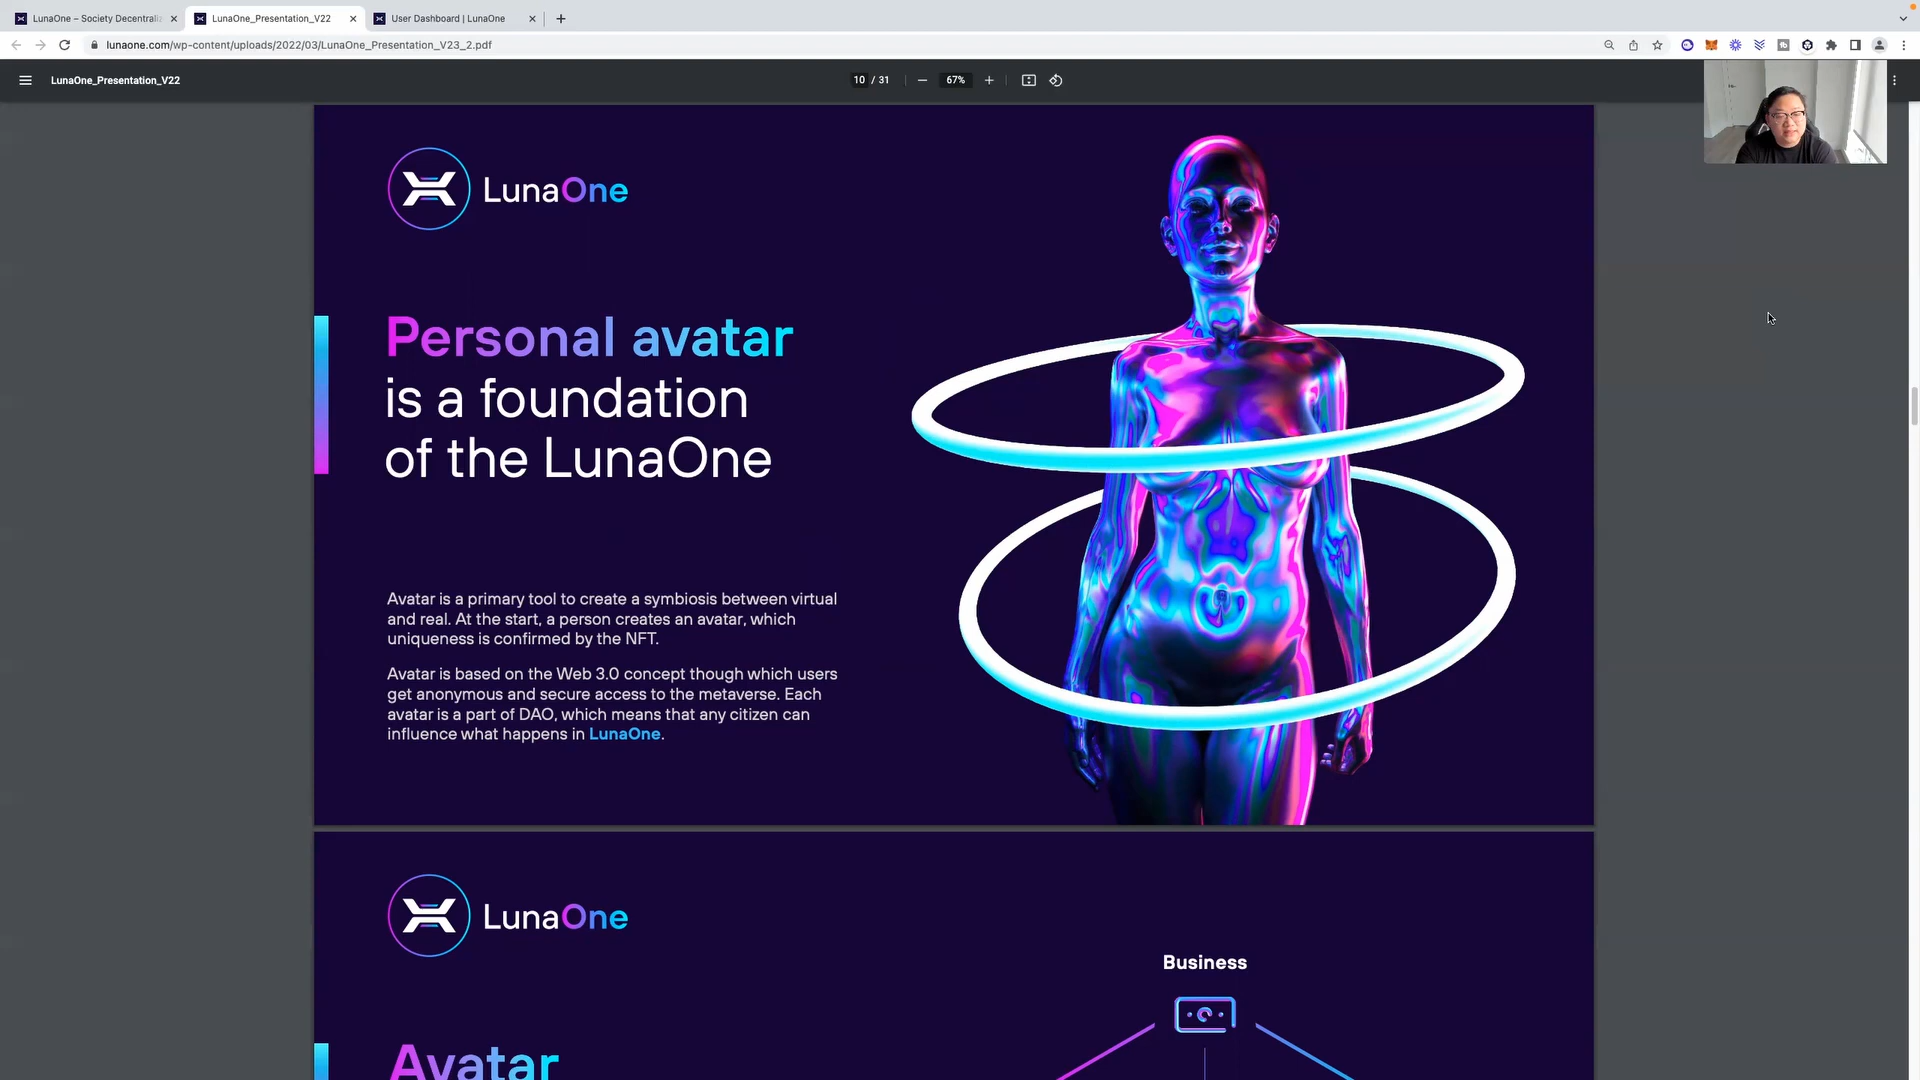 LunaOne – Society Decentraliz
LunaOne_Presentation_V22
User Dashboard | LunaOne
lunaone.com/wp-content/uploads/2022/03/LunaOne_Presentation_V23_2.pdf
LunaOne_Presentation_V22
10 / 31
67%
LunaOne
Personal avatar
is a foundation
of the LunaOne
Avatar is a primary tool to create a symbiosis between virtual
and real. At the start, a person creates an avatar, which
uniqueness is confirmed by the NFT.
Avatar is based on the Web 3.0 concept though which users
get anonymous and secure access to the metaverse. Each
avatar is a part of DAO, which means that any citizen can
influence what happens in LunaOne.
LunaOne
Business
Avatar